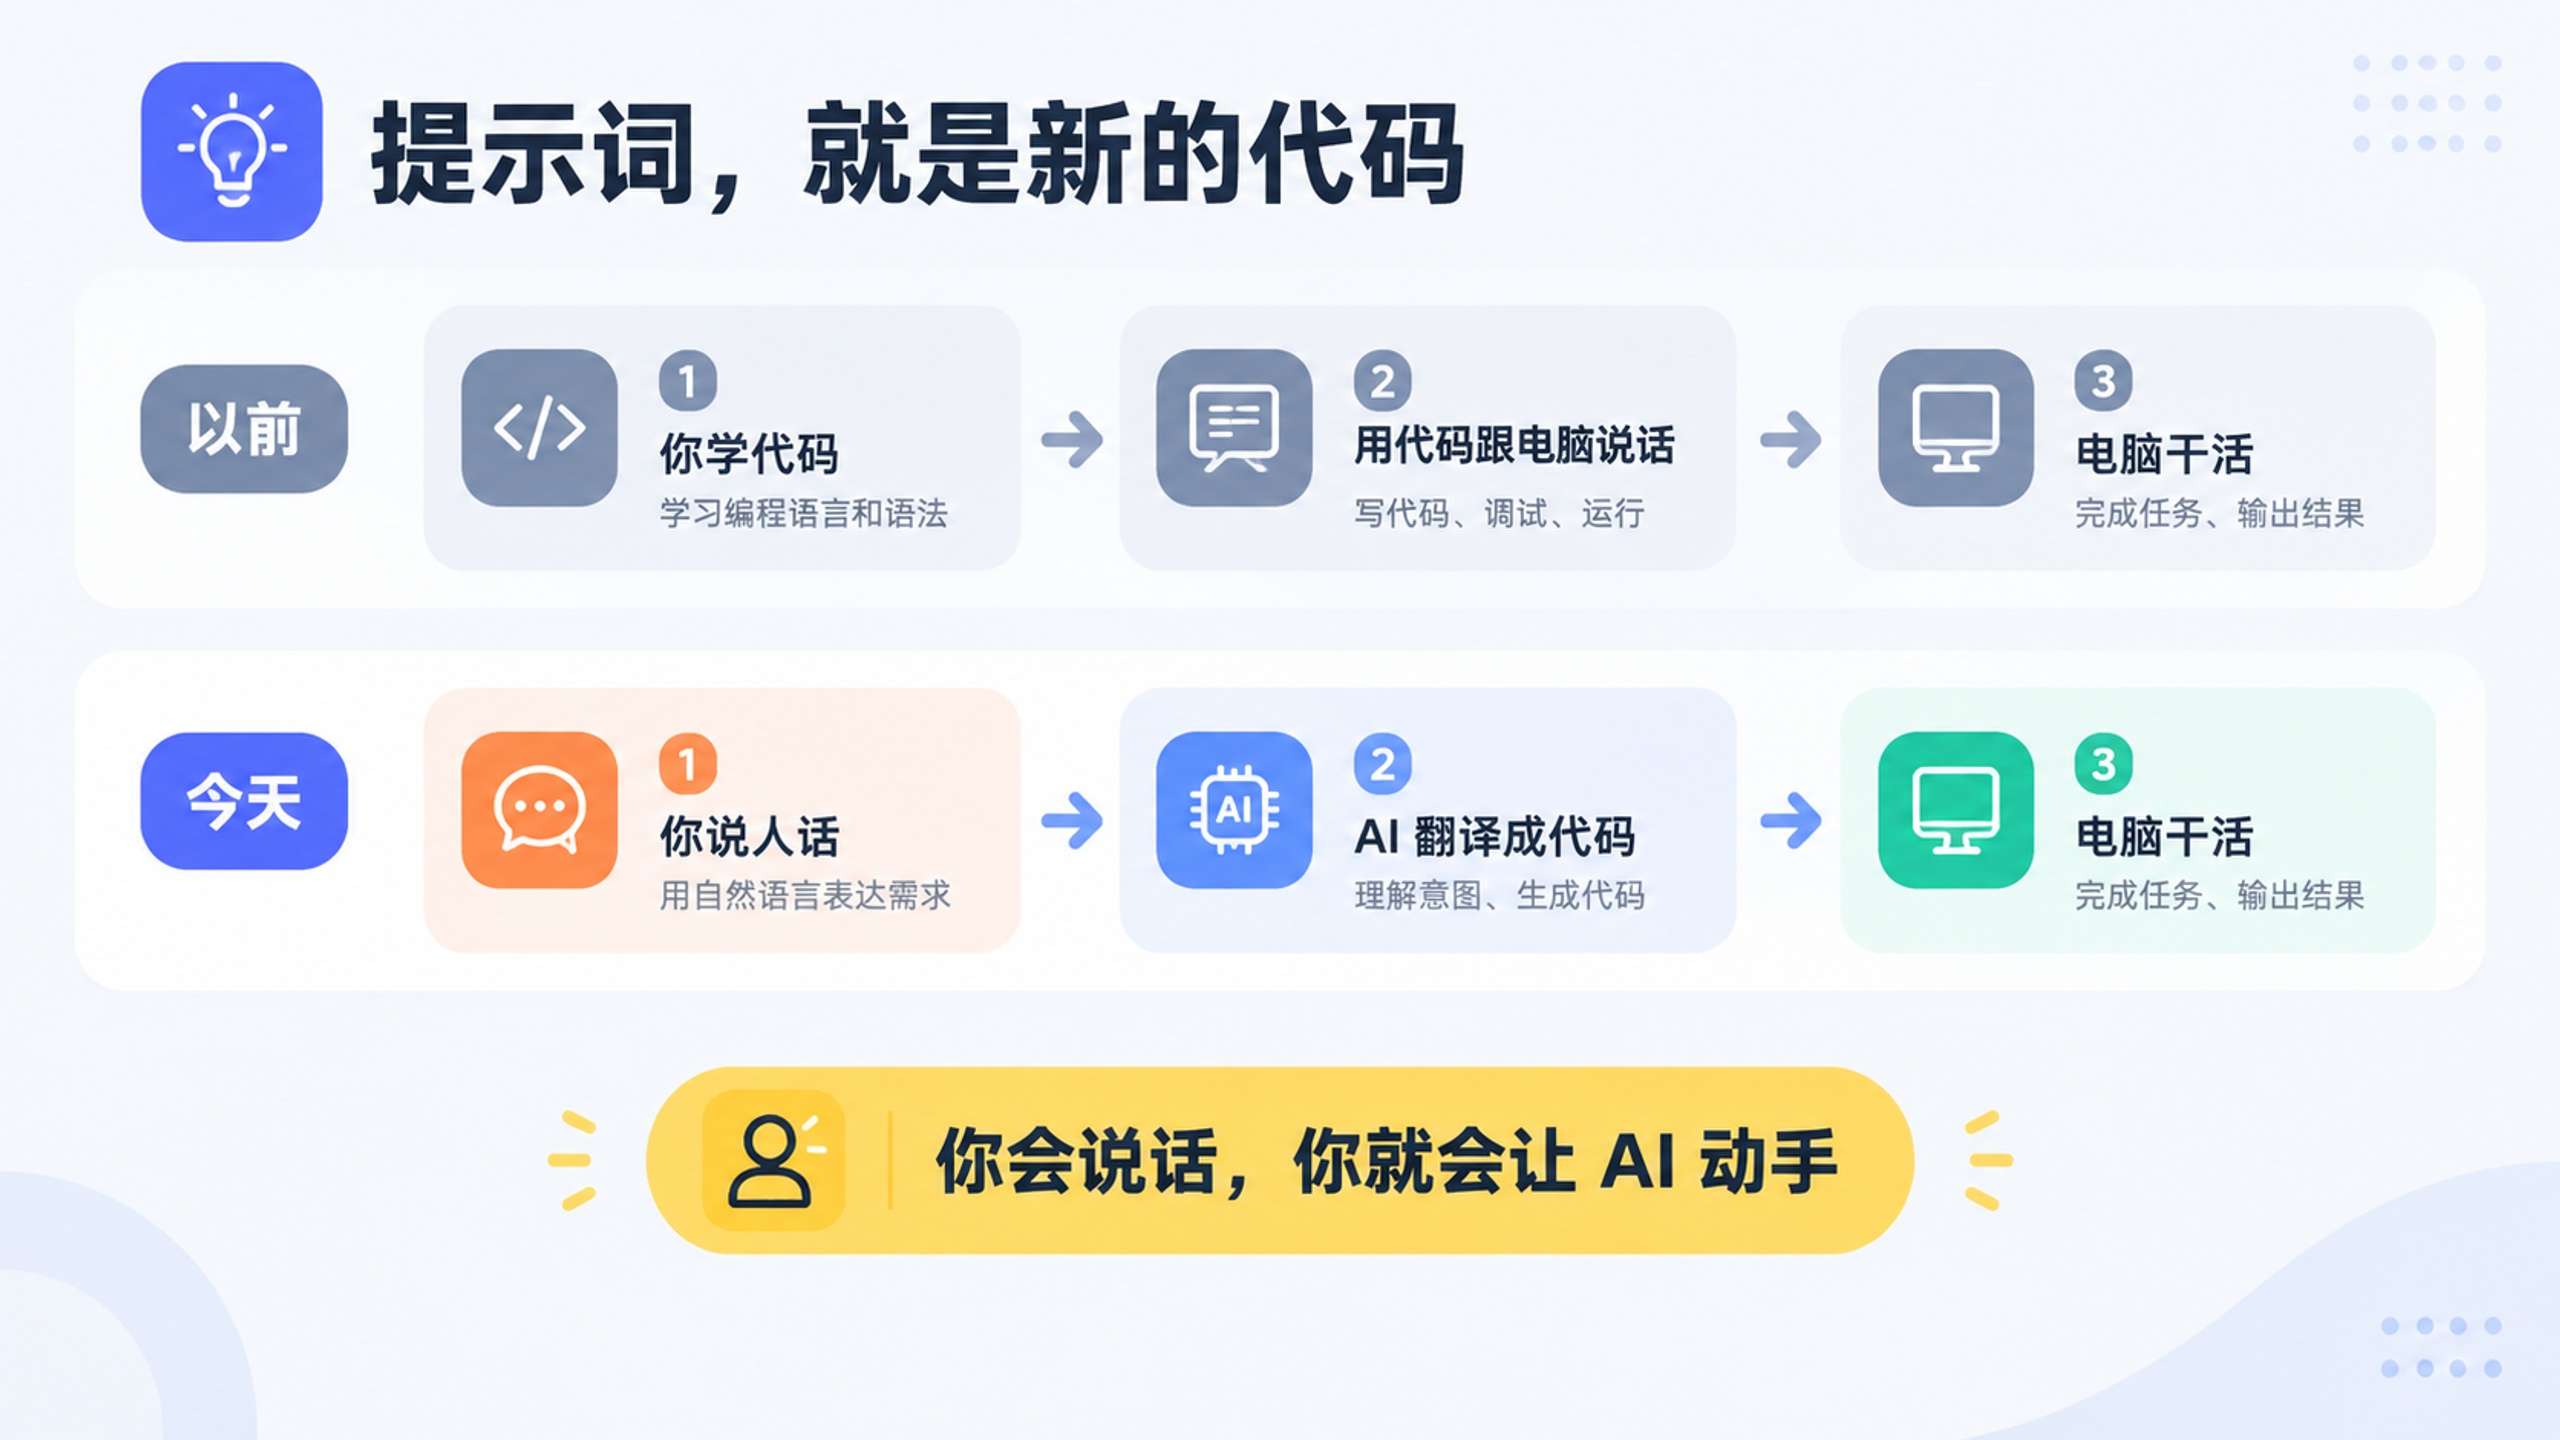 提示词，就是新的代码
以前
1
你学代码
学习编程语言和语法
2
用代码跟电脑说话
写代码、调试、运行
3
电脑干活
完成任务、输出结果
今天
1
你说人话
用自然语言表达需求
2
AI
AI 翻译成代码
理解意图、生成代码
3
电脑干活
完成任务、输出结果
你会说话，你就会让 AI 动手